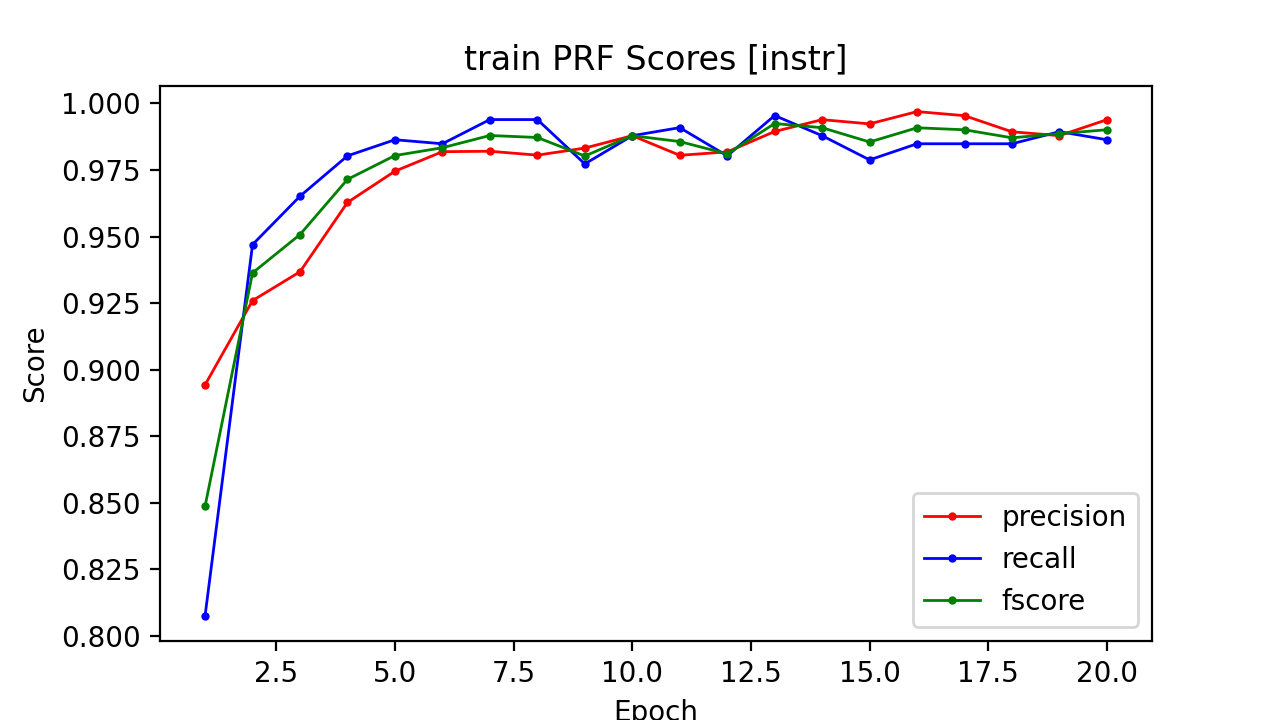 train PRF Scores [instr]
1.000
0.975
0.950
0.925
0.900
0.875
0.850
0.825
0.800
Score
precision
recall
fscore
2.5 5.0 7.5 10.0 12.5 15.0 17.5 20.0
Epoch